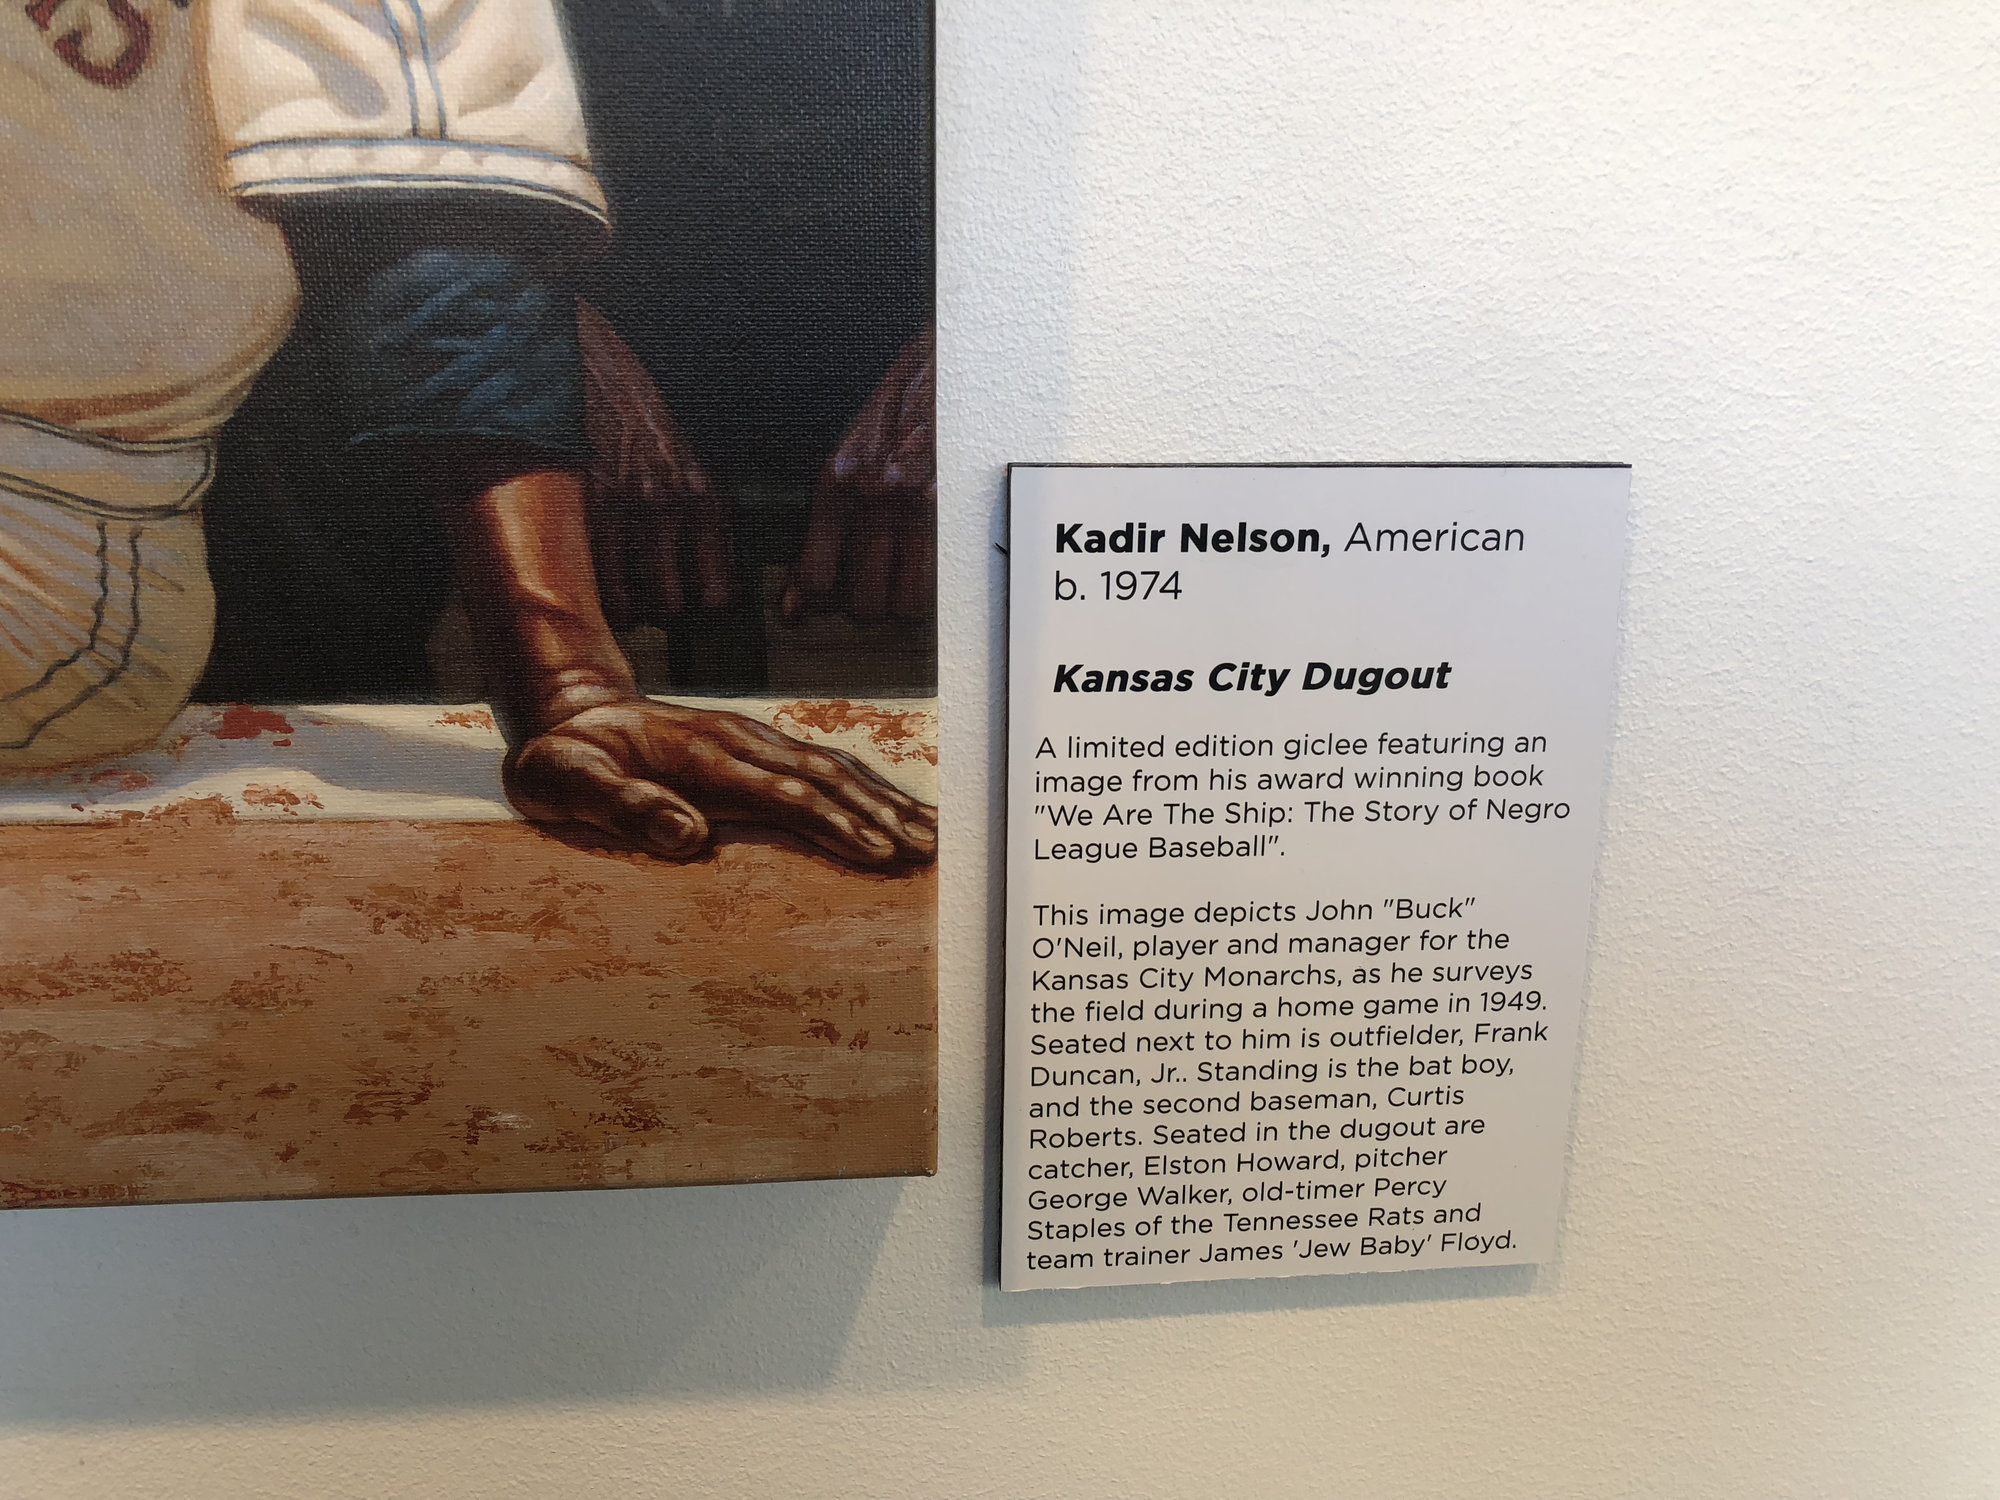 Kadir Nelson, American
b. 1974
Kansas City Dugout
A limited edition giclee featuring an
image from his award winning book
"We Are The Ship: The Story of Negro
League Baseball".
This image depicts John "Buck"
O'Neil, player and manager for the
Kansas City Monarchs, as he surveys
the field during a home game in 1949.
Seated next to him is outfielder, Frank
Duncan, Jr.. Standing is the bat boy,
and the second baseman, Curtis
Roberts. Seated in the dugout are
catcher, Elston Howard, pitcher
George Walker, old-timer Percy
Staples of the Tennessee Rats and
team trainer James 'Jew Baby' Floyd.